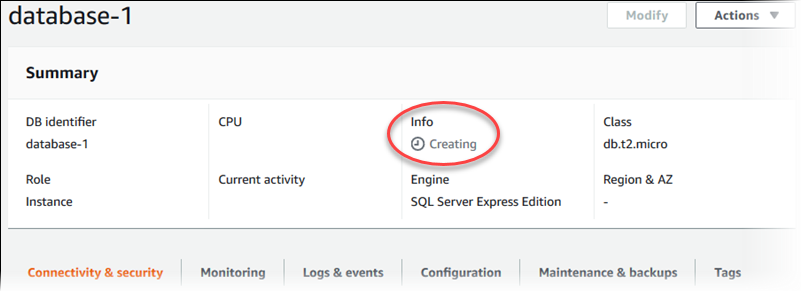 database-1
Modify
Actions
Summary
DB identifier
database-1
CPU
Info
Creating
Class
db.t2.micro
Role
Instance
Current activity
Engine
SQL Server Express Edition
Region & AZ
-
Connectivity & security
Monitoring
Logs & events
Configuration
Maintenance & backups
Tags